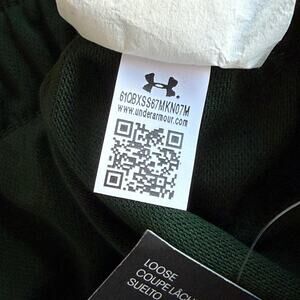 61QBXSS67MKN07M
www.underarmour.com
LOOSE
COUPE LÂCHE
SUELTO